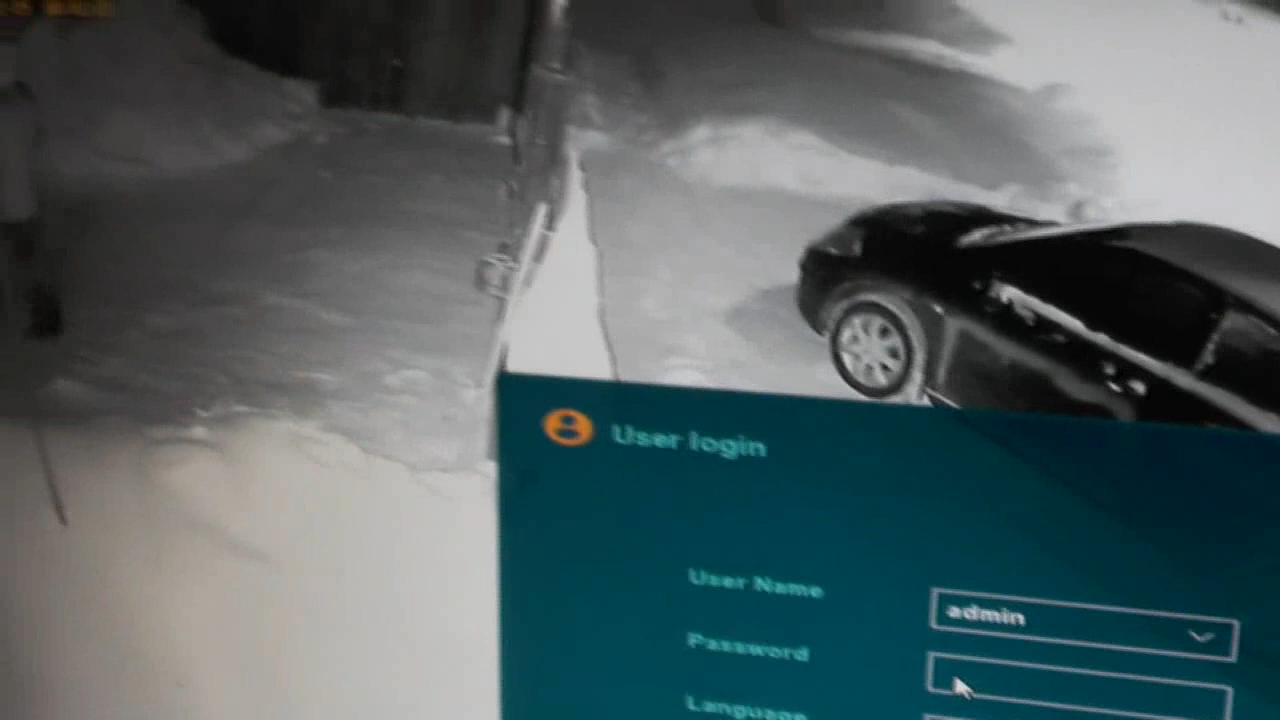 User login
User Name
admin
Password
Language